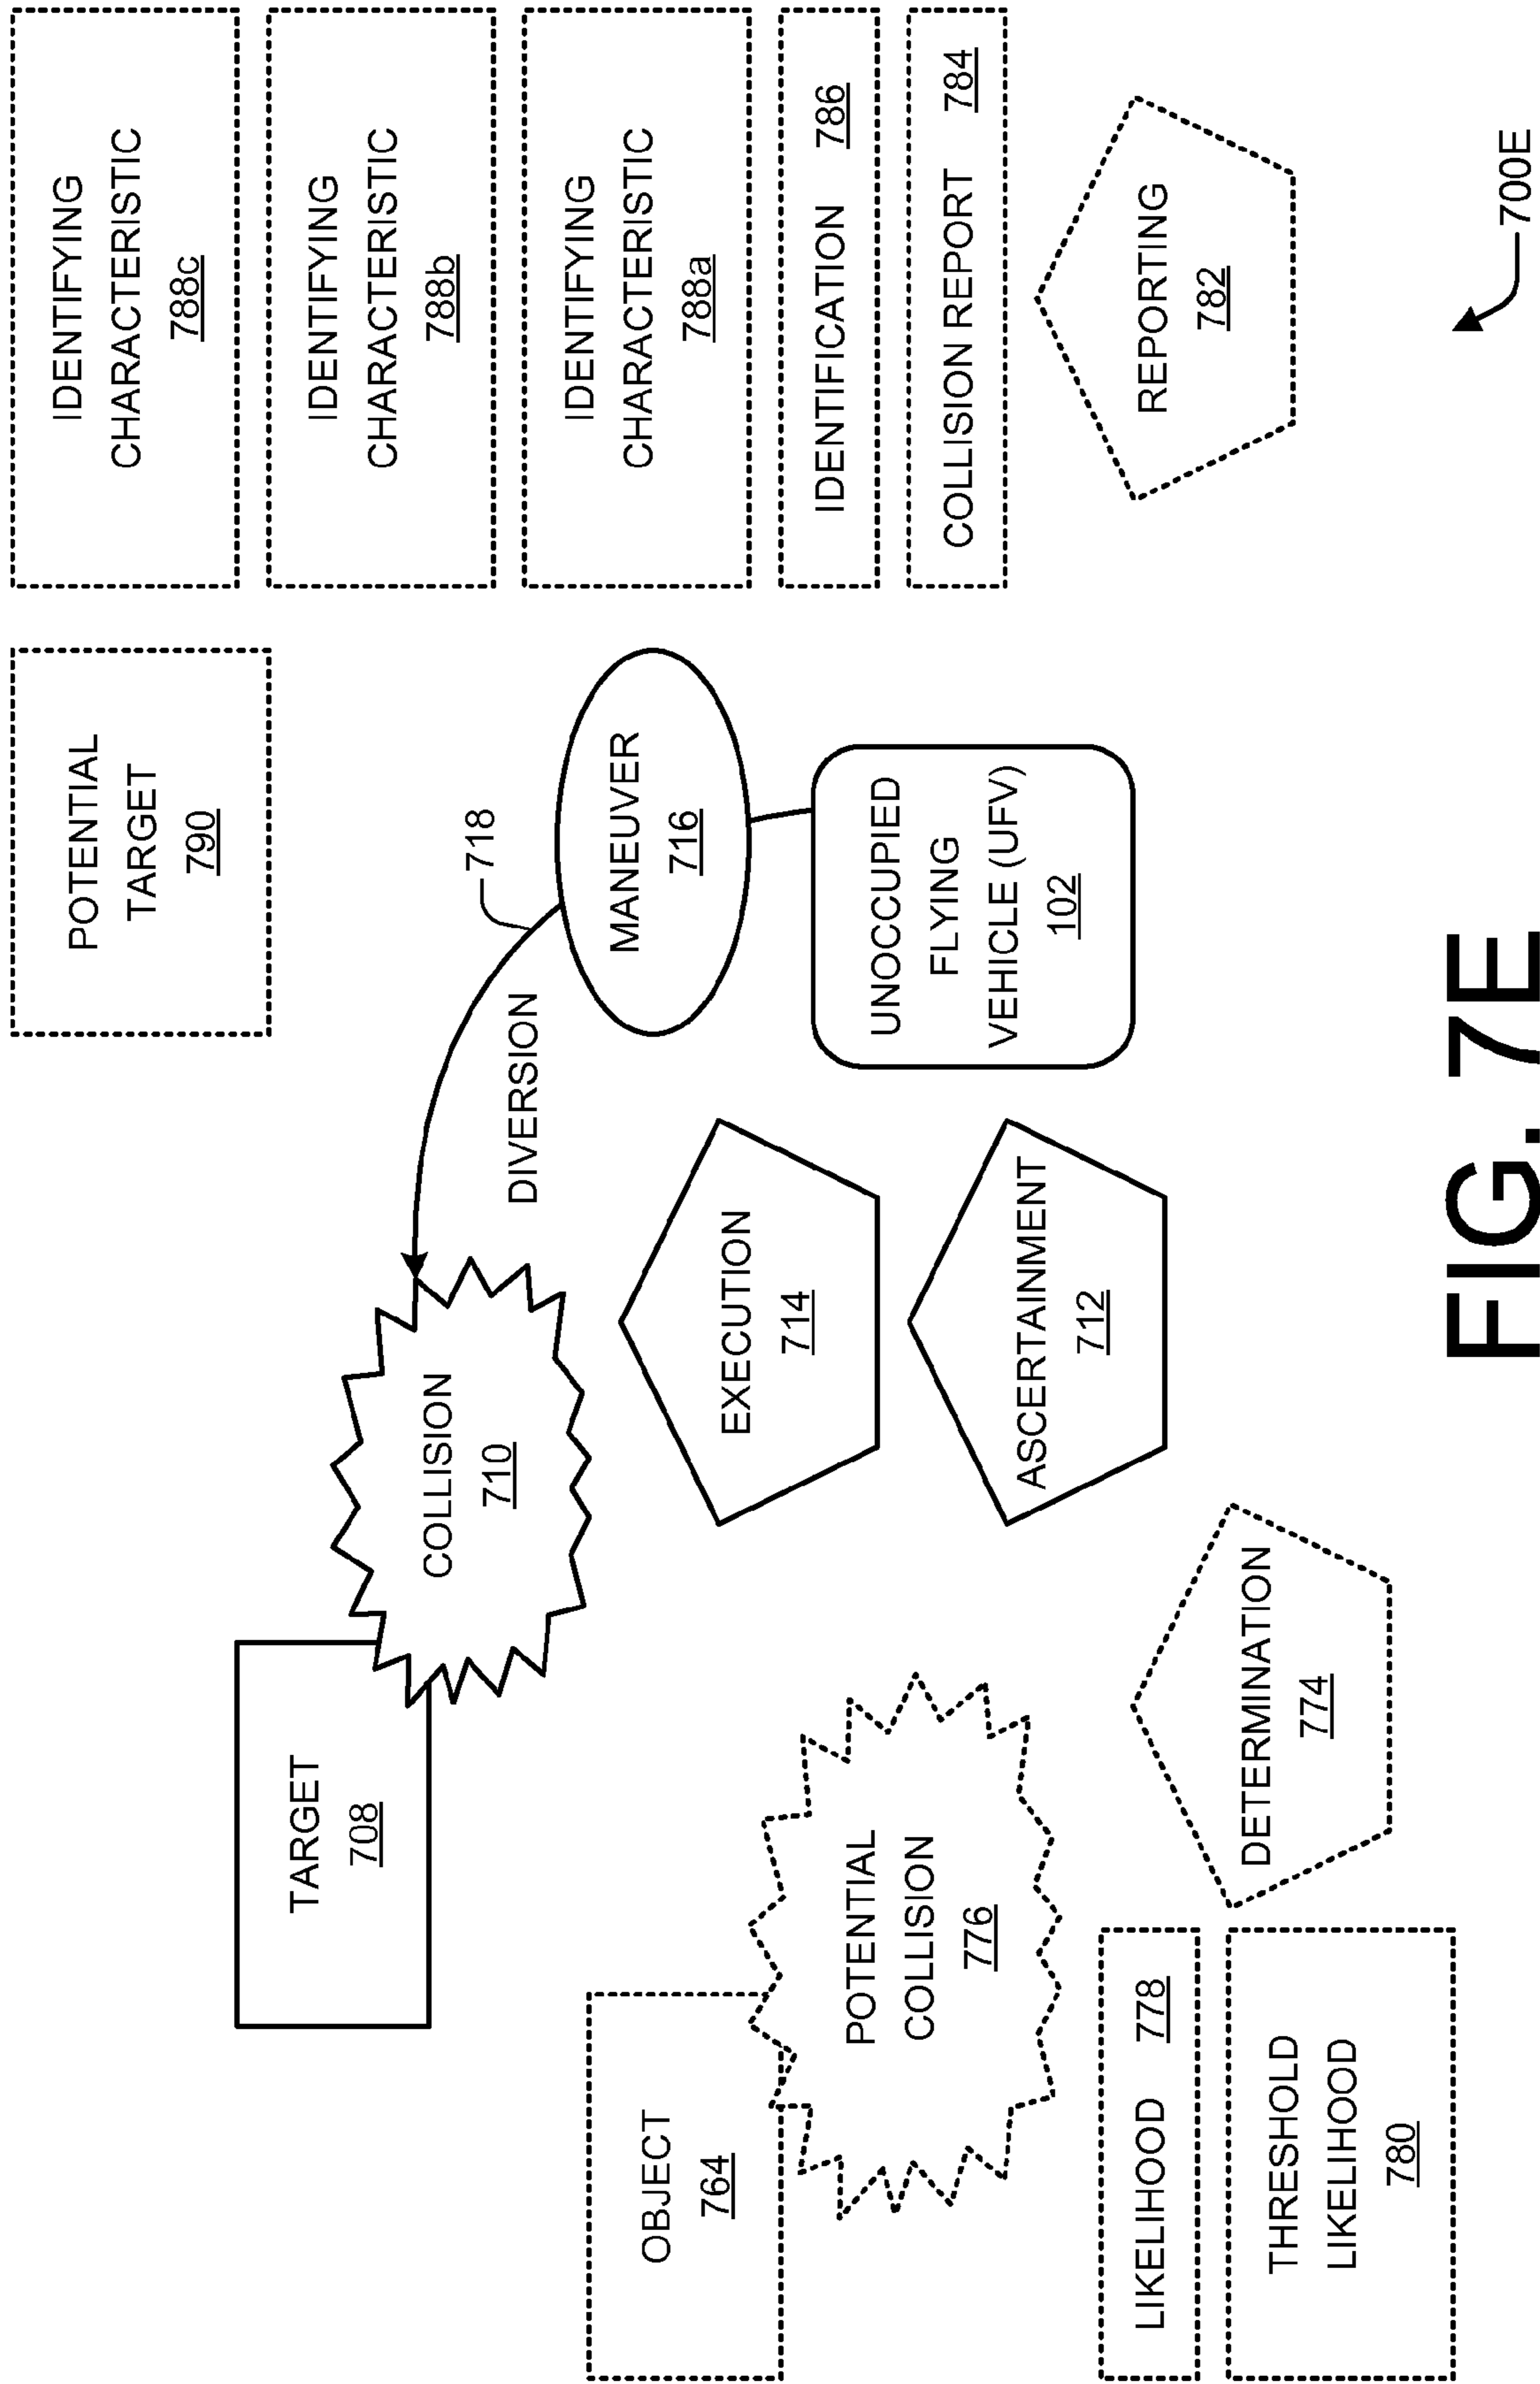 POTENTIAL
TARGET
790
IDENTIFYING
CHARACTERISTIC
788c
IDENTIFYING
CHARACTERISTIC
788b
IDENTIFYING
CHARACTERISTIC
788a
IDENTIFICATION 786
COLLISION REPORT 784
REPORTING
782
TARGET
708
COLLISION
710
DIVERSION
718
MANEUVER
716
UNOCCUPIED
FLYING
VEHICLE (UFV)
102
EXECUTION
714
ASCERTAINMENT
712
OBJECT
764
POTENTIAL
COLLISION
776
LIKELIHOOD 778
THRESHOLD
LIKELIHOOD
780
DETERMINATION
774
700E
FIG. 7E